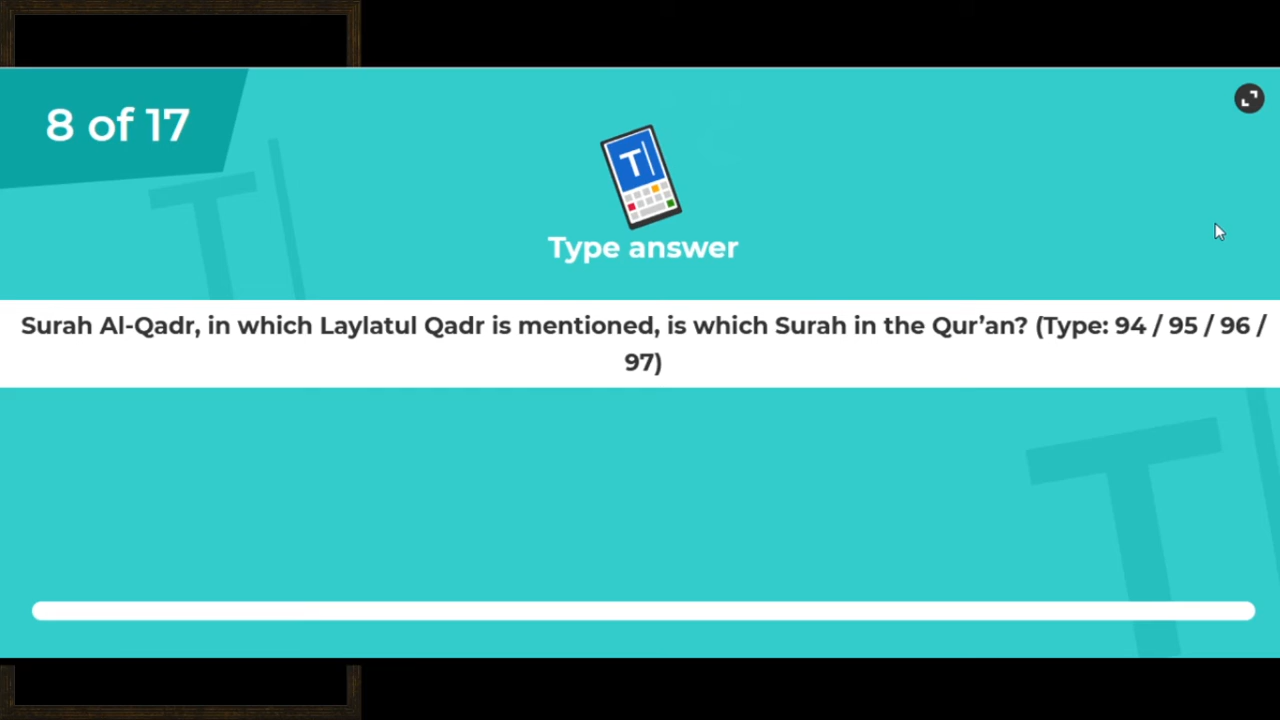 8 of 17
T
Type answer
Surah Al-Qadr, in which Laylatul Qadr is mentioned, is which Surah in the Qur’an? (Type: 94 / 95 / 96 /
97)